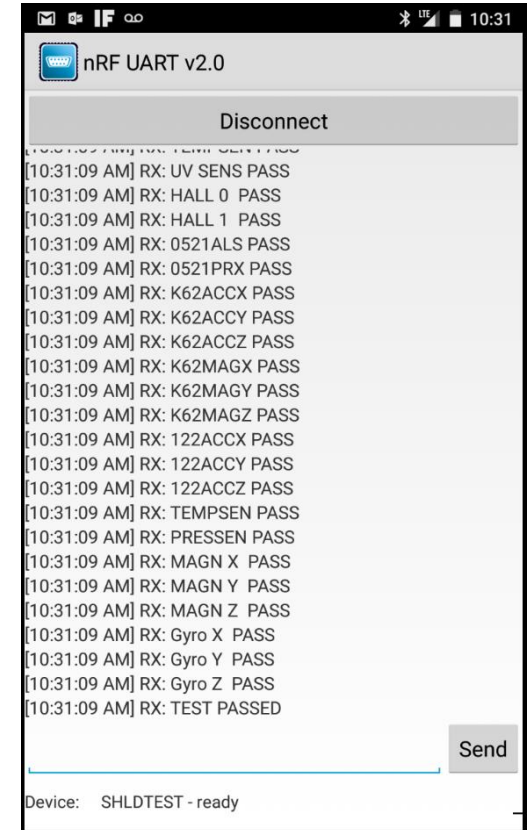 10:31
nRF UART v2.0
Disconnect
[10:31:09 AM] RX: UV SENS PASS
[10:31:09 AM] RX: HALL 0  PASS
[10:31:09 AM] RX: HALL 1  PASS
[10:31:09 AM] RX: 0521ALS PASS
[10:31:09 AM] RX: 0521PRX PASS
[10:31:09 AM] RX: K62ACCX PASS
[10:31:09 AM] RX: K62ACCY PASS
[10:31:09 AM] RX: K62ACCZ PASS
[10:31:09 AM] RX: K62MAGX PASS
[10:31:09 AM] RX: K62MAGY PASS
[10:31:09 AM] RX: K62MAGZ PASS
[10:31:09 AM] RX: 122ACCX PASS
[10:31:09 AM] RX: 122ACCY PASS
[10:31:09 AM] RX: 122ACCZ PASS
[10:31:09 AM] RX: TEMPSEN PASS
[10:31:09 AM] RX: PRESSEN PASS
[10:31:09 AM] RX: MAGN X  PASS
[10:31:09 AM] RX: MAGN Y  PASS
[10:31:09 AM] RX: MAGN Z  PASS
[10:31:09 AM] RX: Gyro X  PASS
[10:31:09 AM] RX: Gyro Y  PASS
[10:31:09 AM] RX: Gyro Z  PASS
[10:31:09 AM] RX: TEST PASSED
Send
Device: SHLDTEST - ready